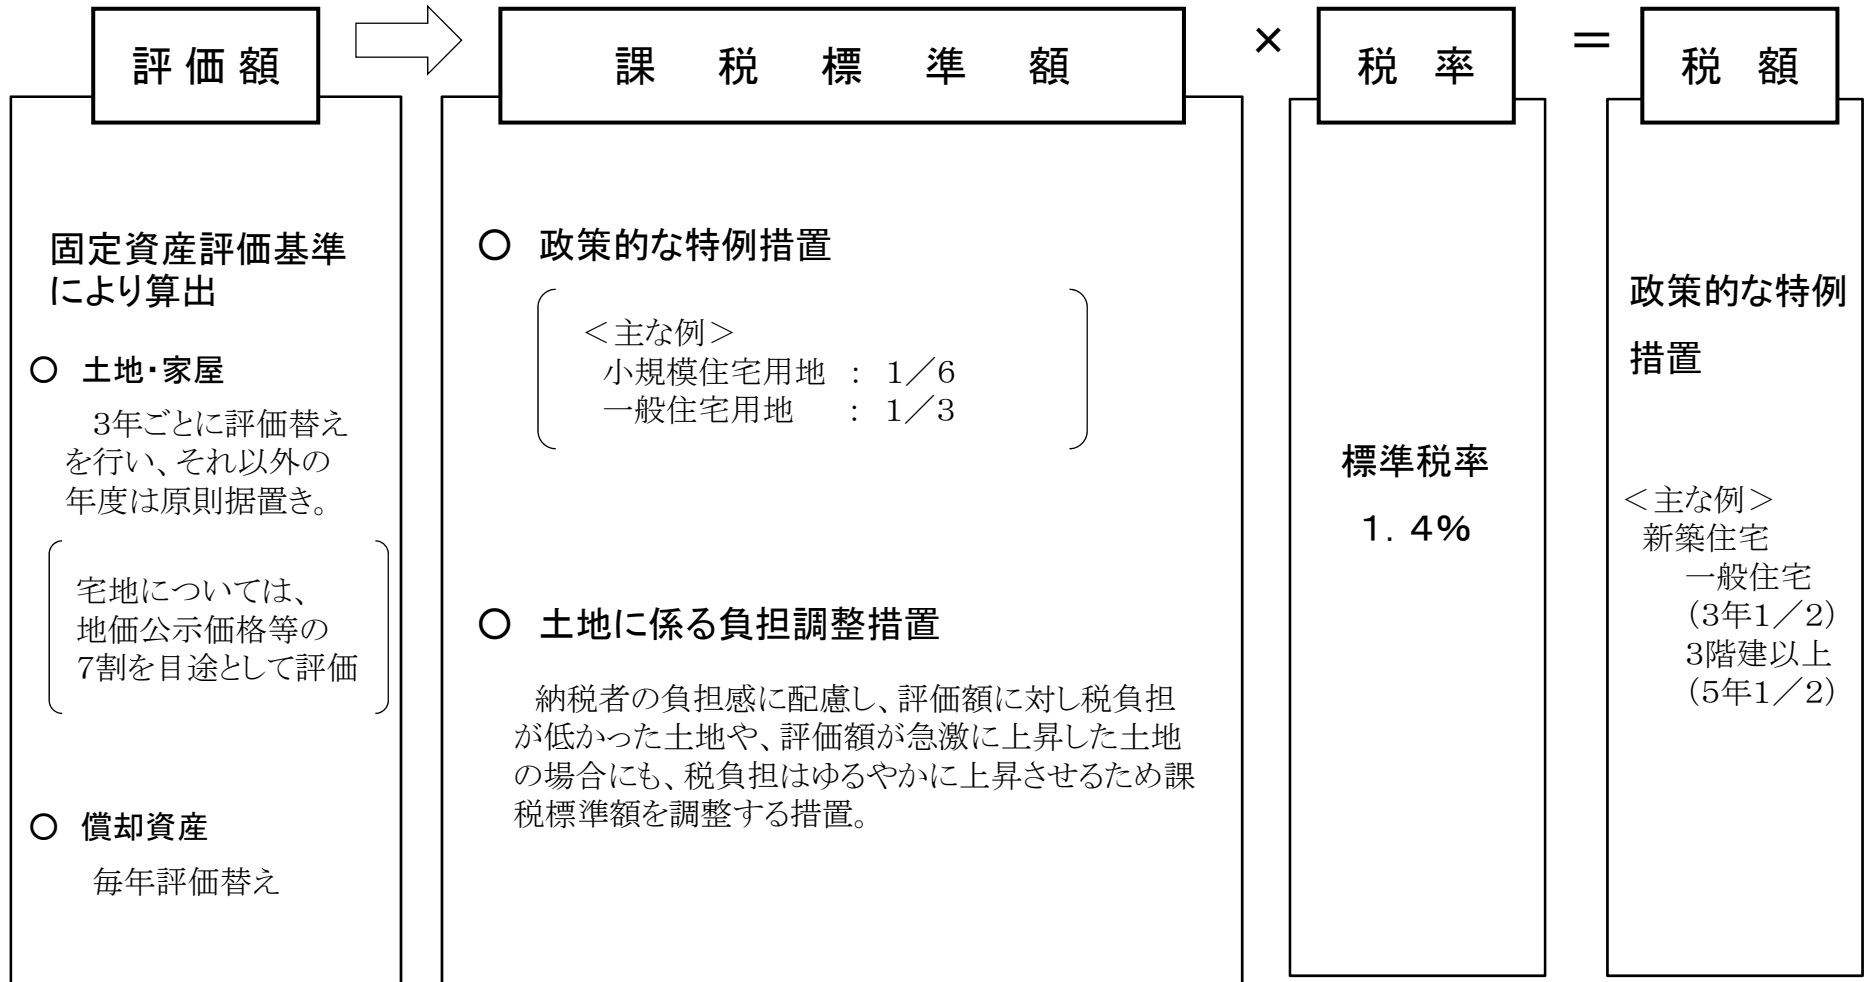 評価額
課税標準額
×
税率
＝
税額
固定資産評価基準
により算出
○ 土地・家屋
3年ごとに評価替え
を行い、それ以外の
年度は原則据置き。
宅地については、
地価公示価格等の
7割を目途として評価
○ 償却資産
毎年評価替え
○ 政策的な特例措置
＜主な例＞
小規模住宅用地 ： 1／6
一般住宅用地 ： 1／3
○ 土地に係る負担調整措置
納税者の負担感に配慮し、評価額に対し税負担
が低かった土地や、評価額が急激に上昇した土地
の場合にも、税負担はゆるやかに上昇させるため課
税標準額を調整する措置。
標準税率
1．4%
政策的な特例
措置
＜主な例＞
新築住宅
一般住宅
（3年1／2）
3階建以上
（5年1／2）